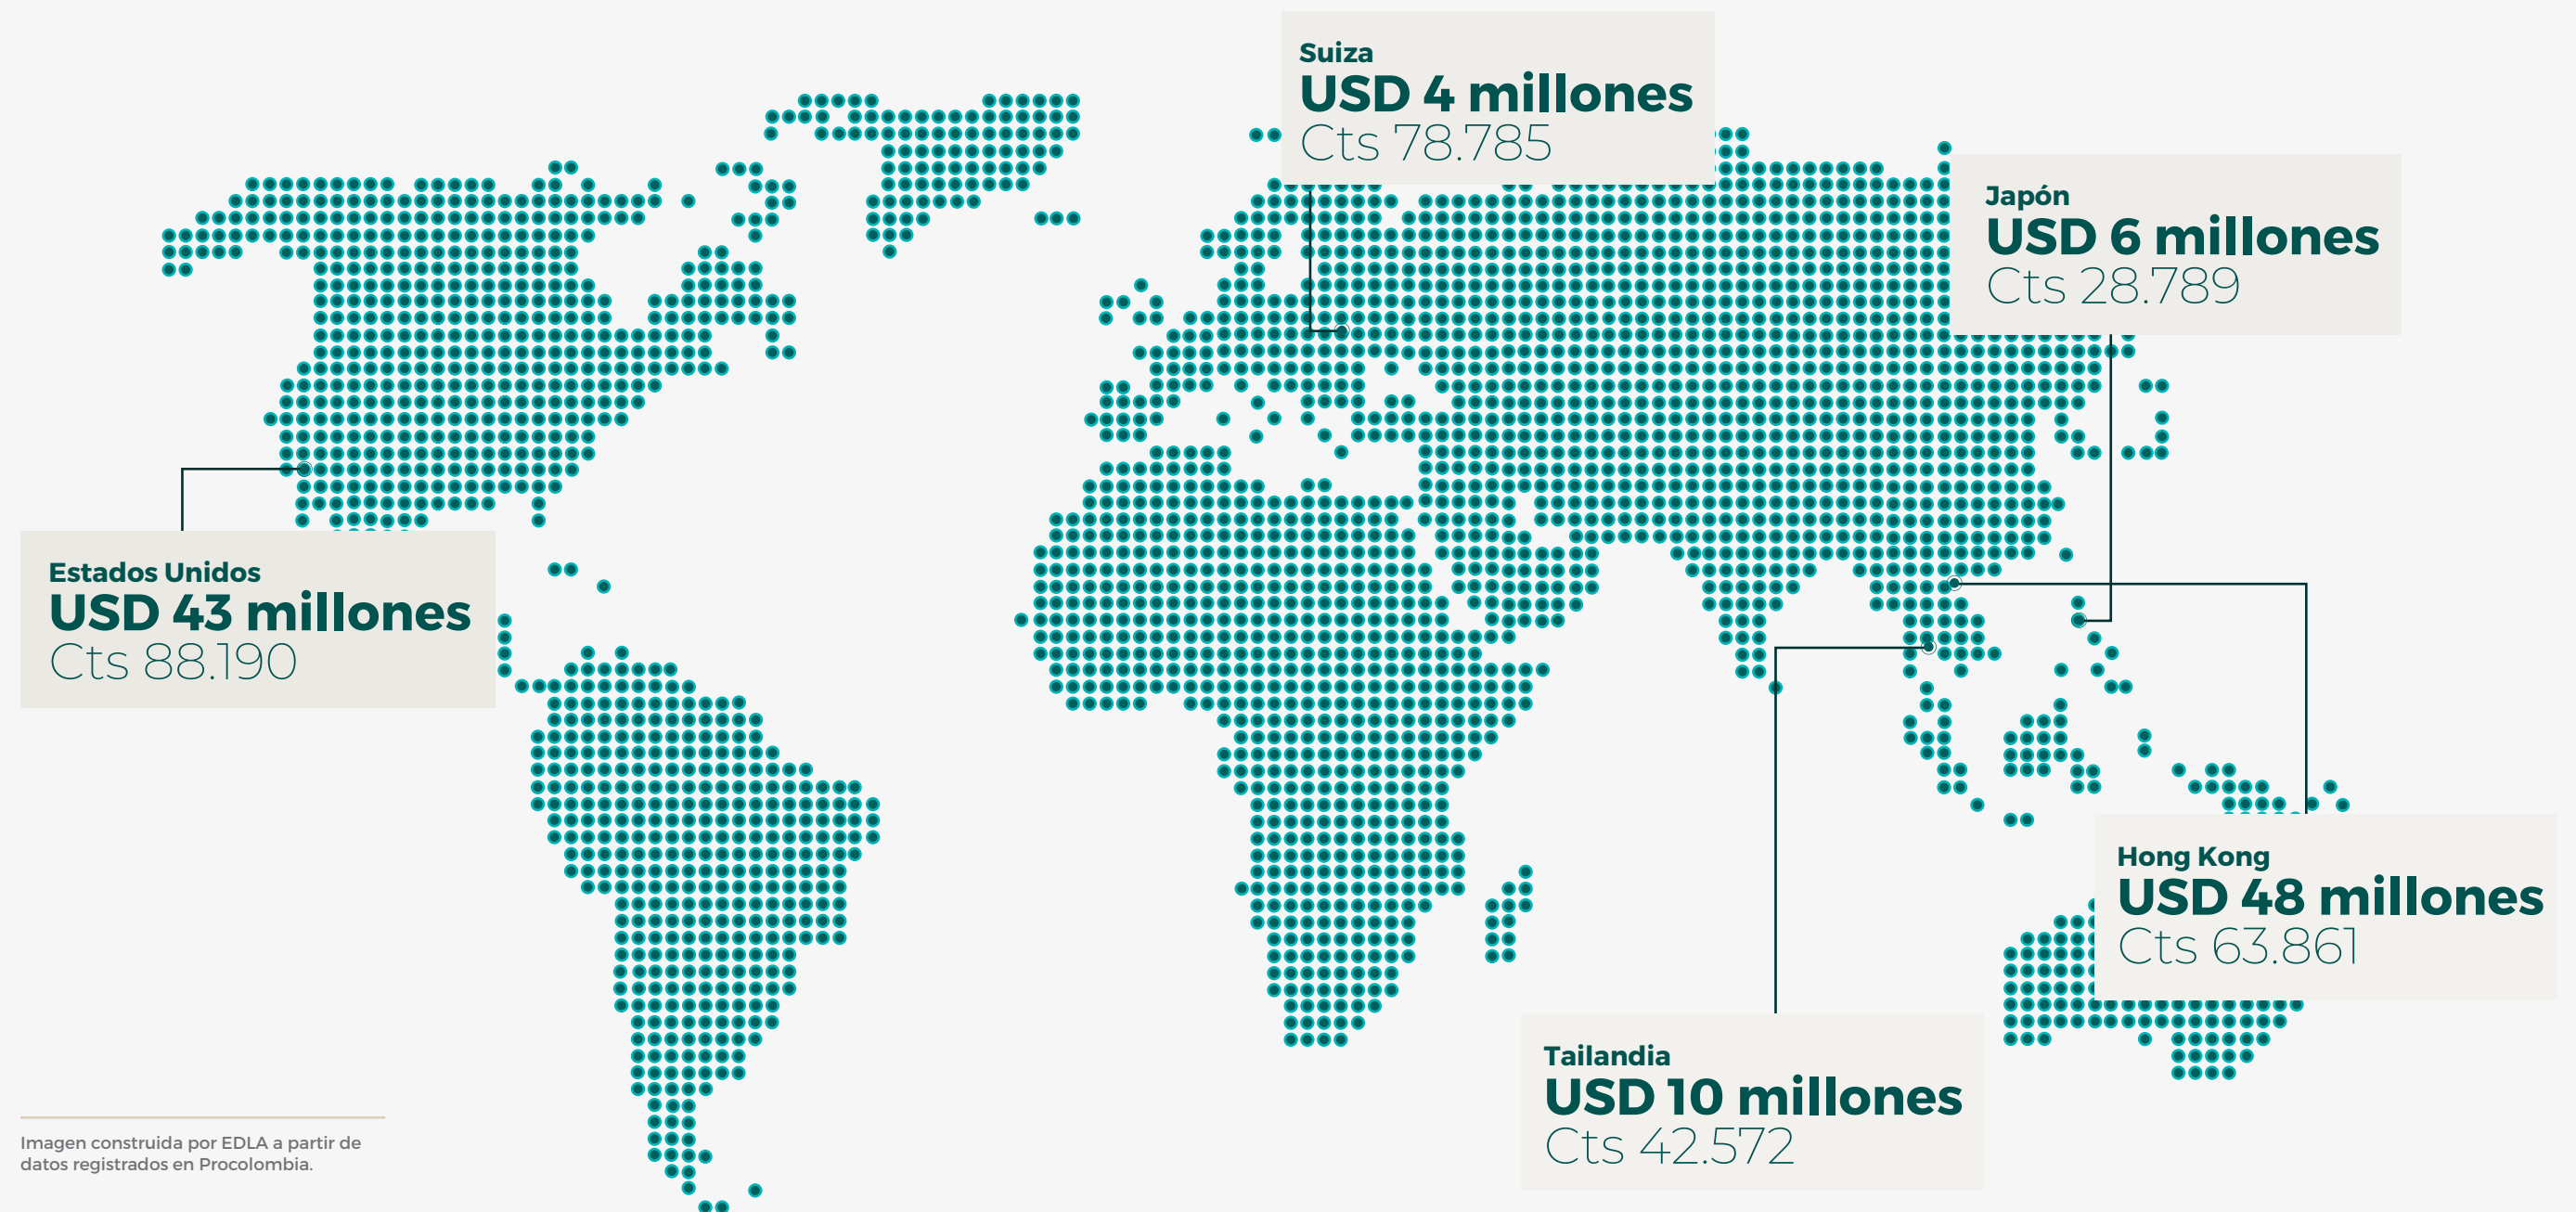 Suiza
USD 4 millones
Cts 78.785
Japón
USD 6 millones
Cts 28.789
Estados Unidos
USD 43 millones
Cts 88.190
Hong Kong
USD 48 millones
Cts 63.861
Tailandia
USD 10 millones
Cts 42.572
Imagen construida por EDLA a partir de
datos registrados en Procolombia.